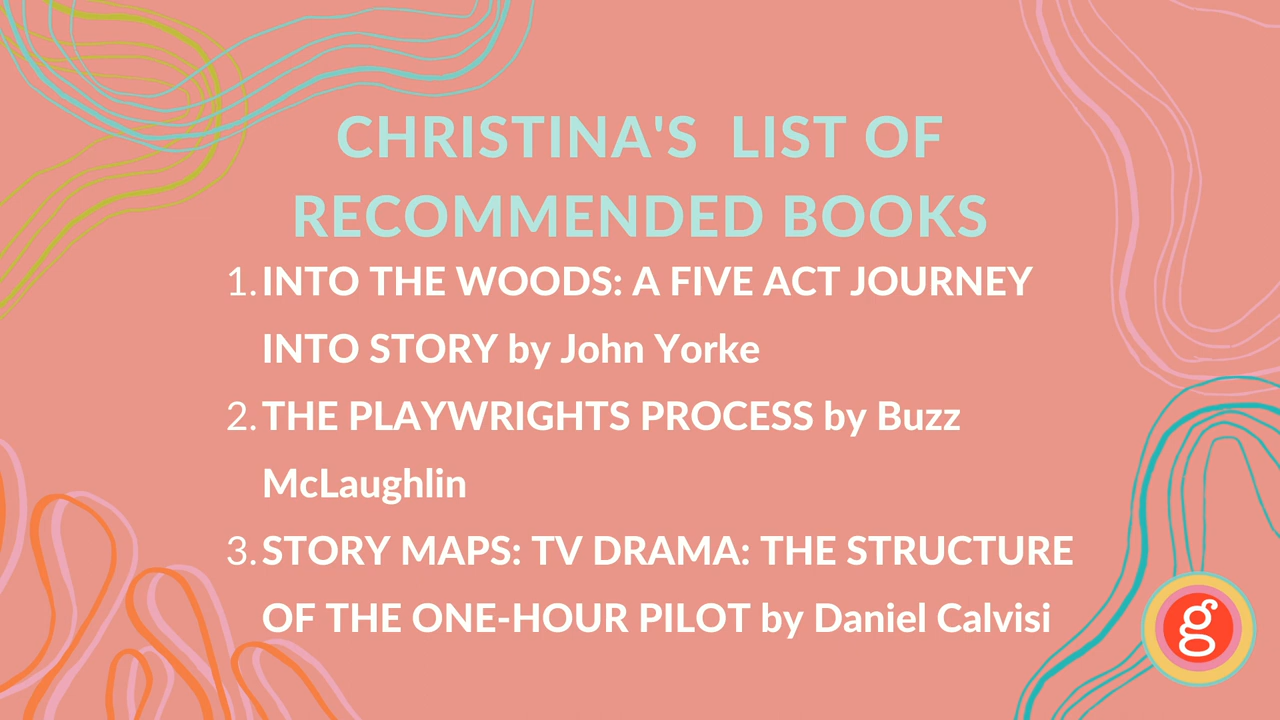 CHRISTINA'S LIST OF
RECOMMENDED BOOKS
1. INTO THE WOODS: A FIVE ACT JOURNEY
INTO STORY by John Yorke
2. THE PLAYWRIGHTS PROCESS by Buzz
McLaughlin
3. STORY MAPS: TV DRAMA: THE STRUCTURE
OF THE ONE-HOUR PILOT by Daniel Calvisi
g